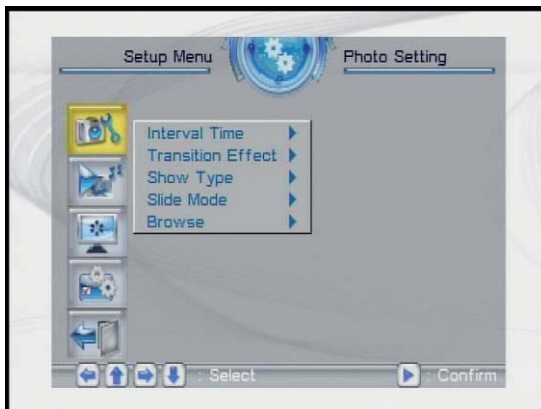 Setup Menu Photo Setting
Interval Time
Transition Effect
Show Type
Slide Mode
Browse
: Select : Confirm